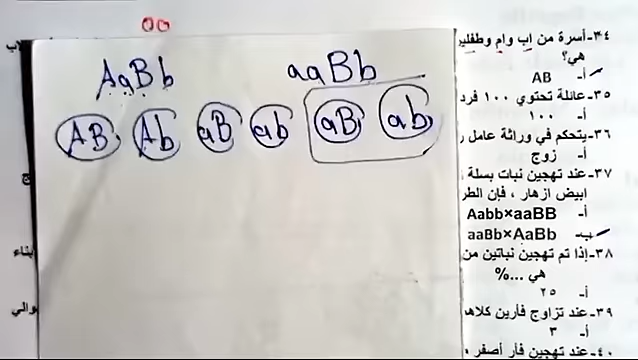 AaBb aaBb
AB Ab aB ab aB ab
٣٤-أسرة من اب وام وطفلين
هي؟
أ- AB
٣٥-عائلة تحتوي ١٠٠ فرد
أ- ١٠٠
٣٦-يتحكم في وراثة عامل ر
أ- زوج
٣٧-عند تهجين نبات بسلة
ابيض ازهار ، فإن الطر
أ- Aabb×aaBB
ب- aaBb×AaBb
٣٨-إذا تم تهجين نباتين من
هي ...%
أ- ٢٥
٣٩-عند تزاوج فأرين كلاهم
أ- ٣
٤٠-عند تهجين فأر أصفر